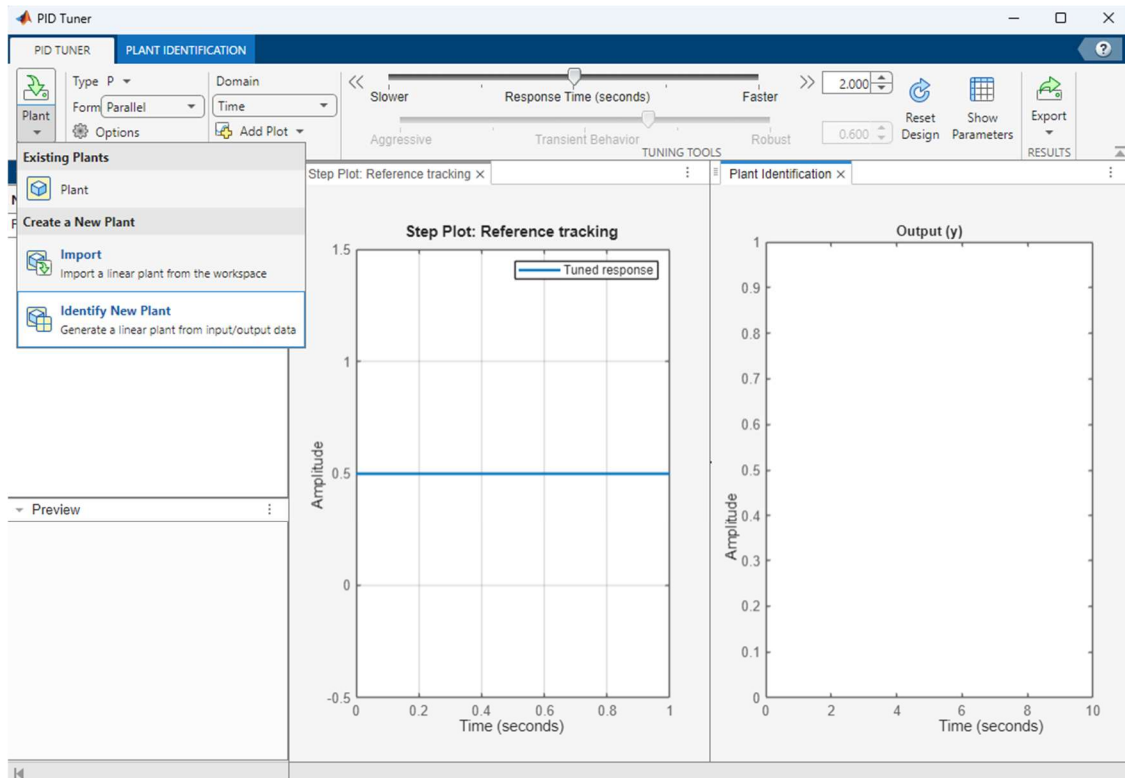 PID Tuner
PID TUNER
PLANT IDENTIFICATION
?
Plant
Type P
Form Parallel
Options
Domain
Time
Add Plot
Slower
Response Time (seconds)
Faster
2.000
Aggressive
Transient Behavior
Robust
0.600
TUNING TOOLS
Reset
Design
Show
Parameters
Export
RESULTS
Existing Plants
Plant
Create a New Plant
Import
Import a linear plant from the workspace
Identify New Plant
Generate a linear plant from input/output data
Preview
Step Plot: Reference tracking
Step Plot: Reference tracking
Tuned response
1.5
1
0.5
0
-0.5
Amplitude
0 0.2 0.4 0.6 0.8 1
Time (seconds)
Plant Identification
Output (y)
1
0.9
0.8
0.7
0.6
0.5
0.4
0.3
0.2
0.1
0
Amplitude
0 2 4 6 8 10
Time (seconds)